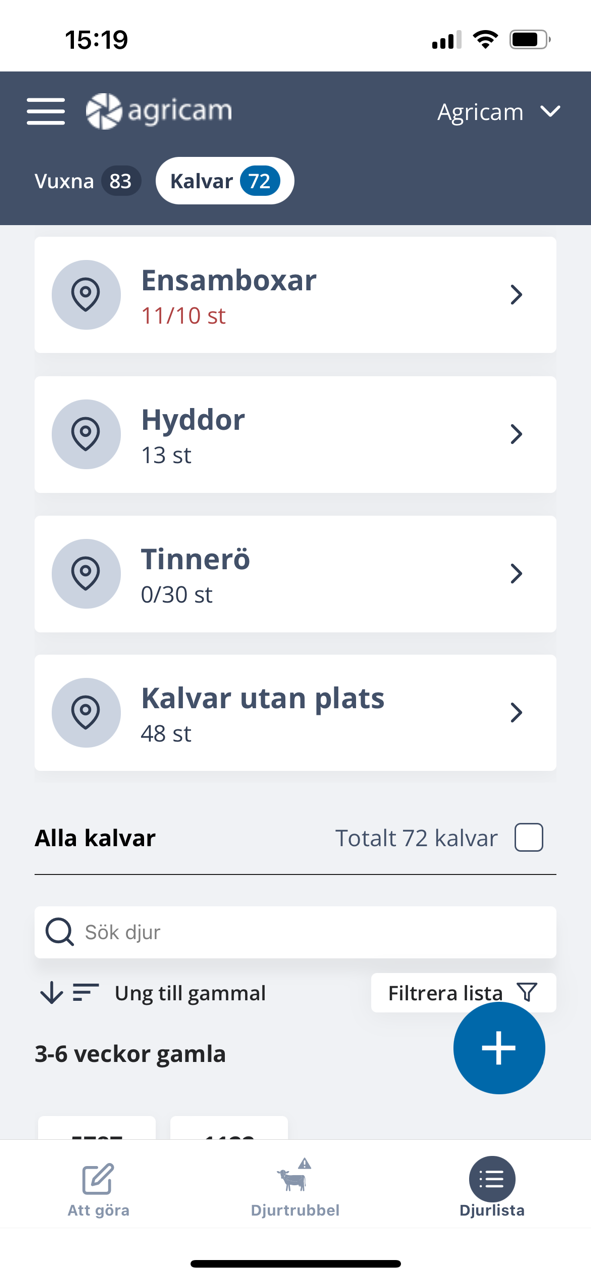 15:19
agricam
Agricam
Vuxna 83
Kalvar 72
Ensamboxar
11/10 st
Hyddor
13 st
Tinnerö
0/30 st
Kalvar utan plats
48 st
Alla kalvar
Totalt 72 kalvar
Sök djur
Ung till gammal
Filtrera lista
3-6 veckor gamla
Att göra
Djurtrubbel
Djurlista